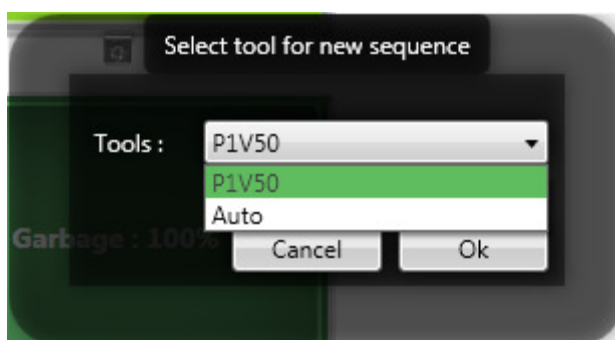 Select tool for new sequence
Tools : P1V50
P1V50
Auto
Garbage : 100%
Cancel Ok